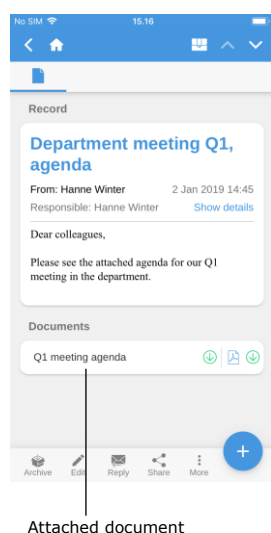 No SIM 15.16
Record
Department meeting Q1,
agenda
From: Hanne Winter 2 Jan 2019 14:45
Responsible: Hanne Winter Show details
Dear colleagues,
Please see the attached agenda for our Q1
meeting in the department.
Documents
Q1 meeting agenda
Archive Edit Reply Share More
Attached document